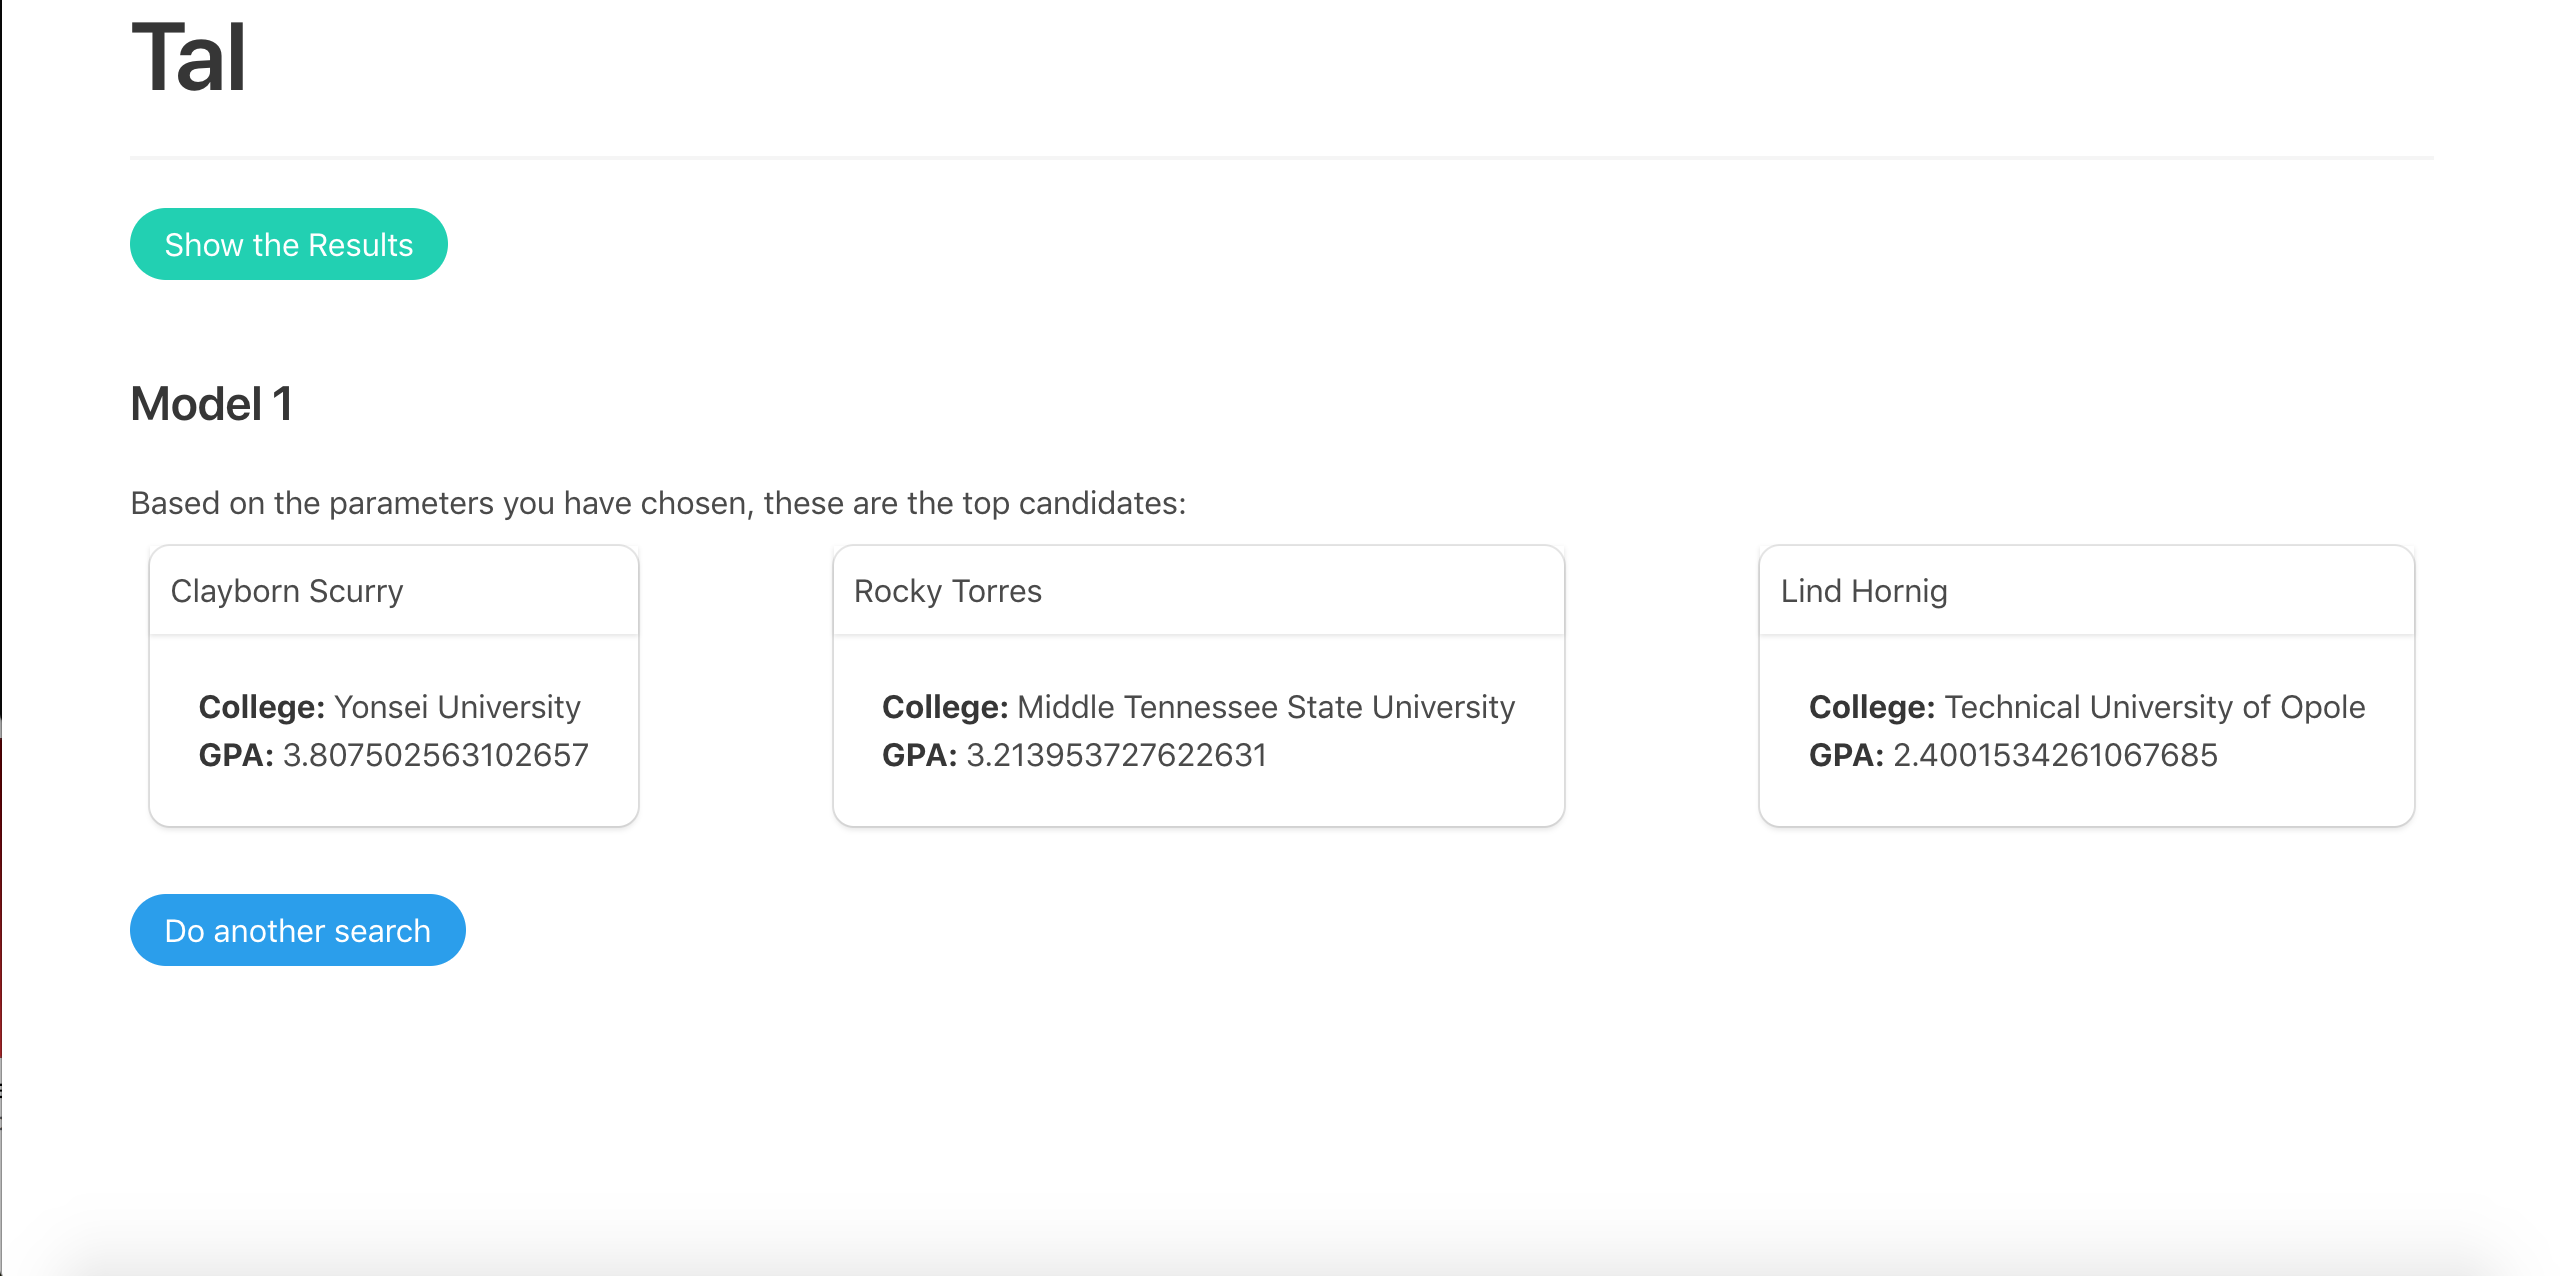 Tal
Show the Results
Model 1
Based on the parameters you have chosen, these are the top candidates:
Clayborn Scurry
College: Yonsei University
GPA: 3.807502563102657
Rocky Torres
College: Middle Tennessee State University
GPA: 3.213953727622631
Lind Hornig
College: Technical University of Opole
GPA: 2.4001534261067685
Do another search